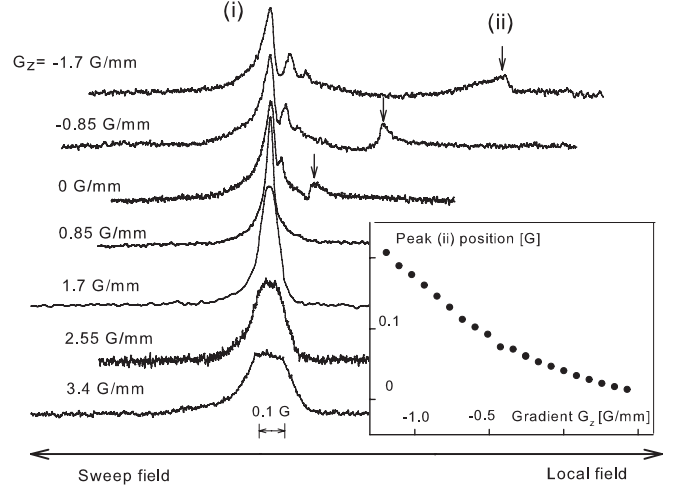 (i)
(ii)
Gz= -1.7 G/mm
-0.85 G/mm
0 G/mm
0.85 G/mm
1.7 G/mm
2.55 G/mm
3.4 G/mm
0.1 G
Peak (ii) position [G]
0.1
0
-1.0
-0.5
Gradient Gz [G/mm]
Sweep field
Local field